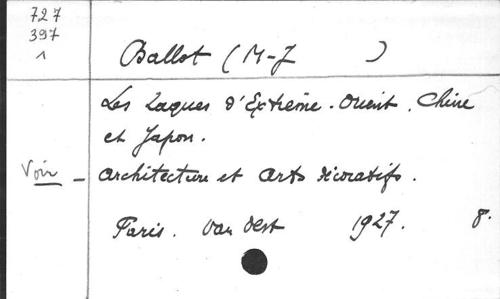 727
397
1
Ballot (M-J )
Les Laques d'Extrême-Orient. Chine
et Japon.
Voir - Architecture et Arts décoratifs.
Paris. Van Oest 1927. 8.